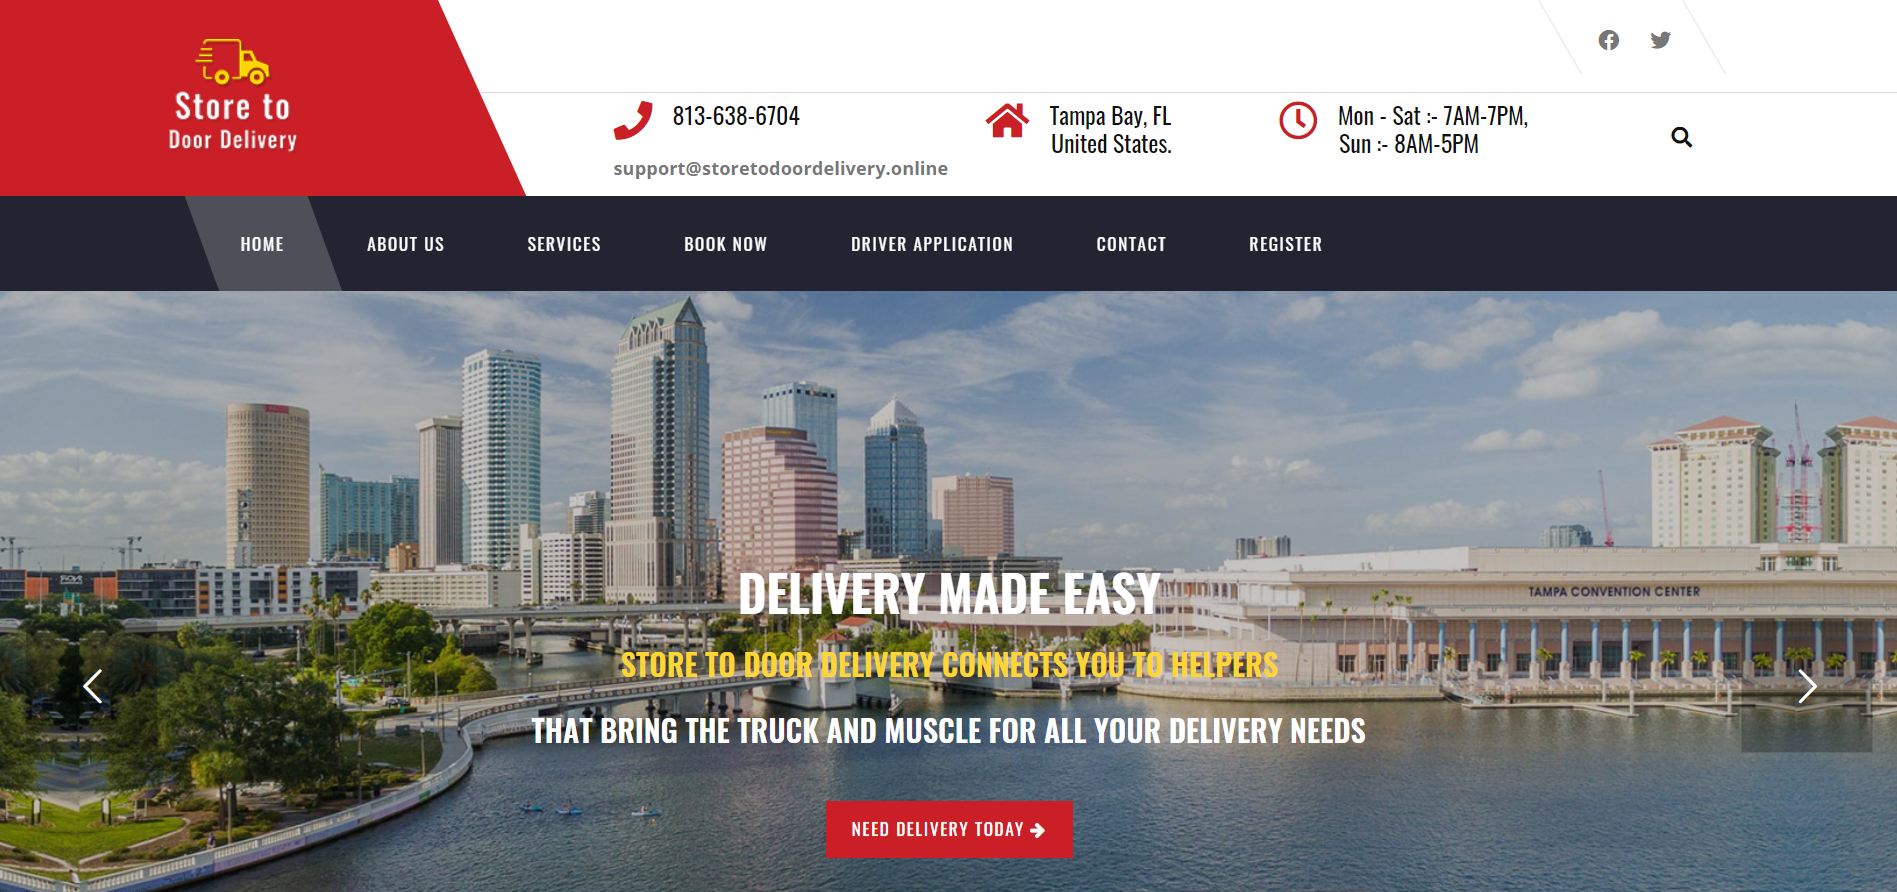 Store to
Door Delivery
813-638-6704
support@storetodoordelivery.online
Tampa Bay, FL
United States.
Mon - Sat :- 7AM-7PM,
Sun :- 8AM-5PM
HOME
ABOUT US
SERVICES
BOOK NOW
DRIVER APPLICATION
CONTACT
REGISTER
TAMPA CONVENTION CENTER
DELIVERY MADE EASY
STORE TO DOOR DELIVERY CONNECTS YOU TO HELPERS
THAT BRING THE TRUCK AND MUSCLE FOR ALL YOUR DELIVERY NEEDS
NEED DELIVERY TODAY